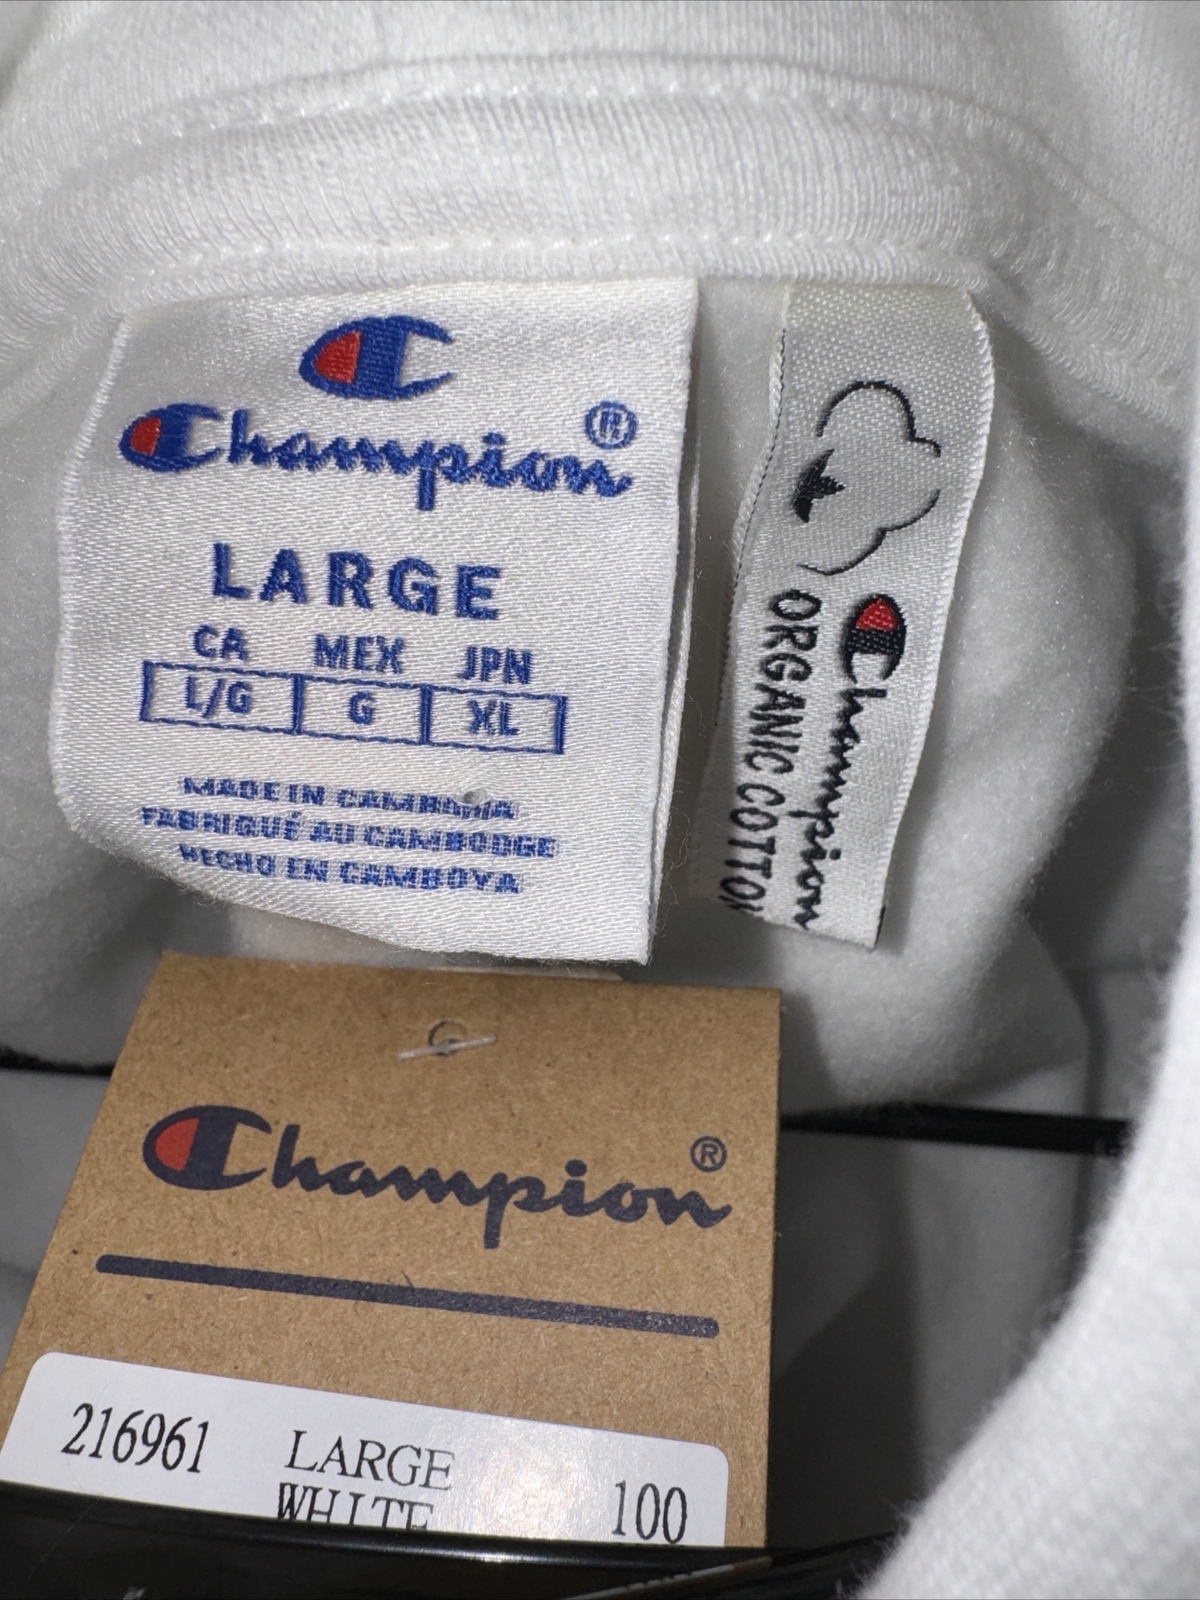 Champion®
LARGE
CA MEX JPN
L/G G XL
MADE IN CAMBODIA
FABRIQUÉ AU CAMBODGE
HECHO EN CAMBOYA
Champion
ORGANIC COTTON
Champion®
216961 LARGE
WHITE 100